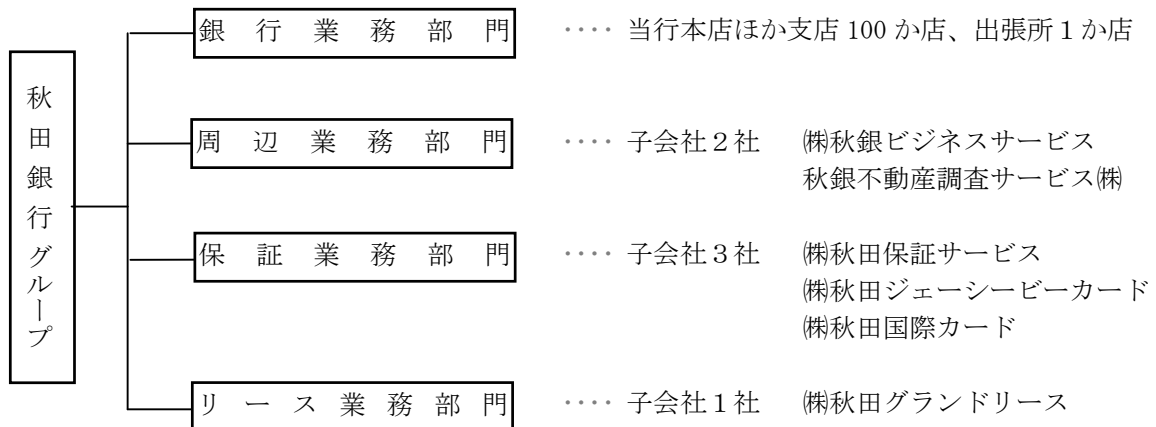 秋田銀行グループ
銀行業務部門 ‥‥ 当行本店ほか支店 100 か店、出張所１か店
周辺業務部門 ‥‥ 子会社２社 ㈱秋銀ビジネスサービス
秋銀不動産調査サービス㈱
保証業務部門 ‥‥ 子会社３社 ㈱秋田保証サービス
㈱秋田ジェーシービーカード
㈱秋田国際カード
リース業務部門 ‥‥ 子会社１社 ㈱秋田グランドリース